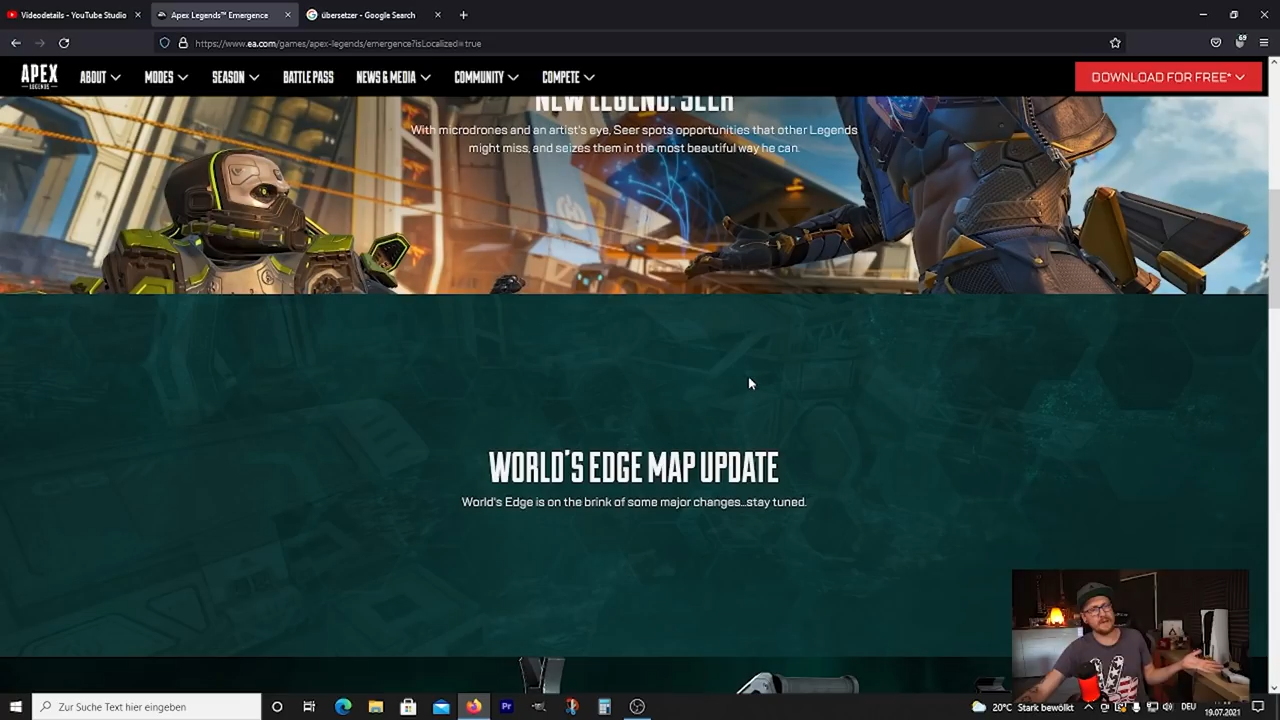 Videodetails - YouTube Studio
Apex Legends™ Emergence
übersetzer - Google Search
https://www.ea.com/games/apex-legends/emergence?isLocalized=true
69
APEX
LEGENDS
ABOUT
MODES
SEASON
BATTLE PASS
NEWS & MEDIA
COMMUNITY
COMPETE
DOWNLOAD FOR FREE*
NEW LEGEND: SEER
With microdrones and an artist's eye, Seer spots opportunities that other Legends
might miss, and seizes them in the most beautiful way he can.
WORLD'S EDGE MAP UPDATE
World's Edge is on the brink of some major changes...stay tuned.
Zur Suche Text hier eingeben
Pr
20°C Stark bewölkt
DEU
19.07.2021